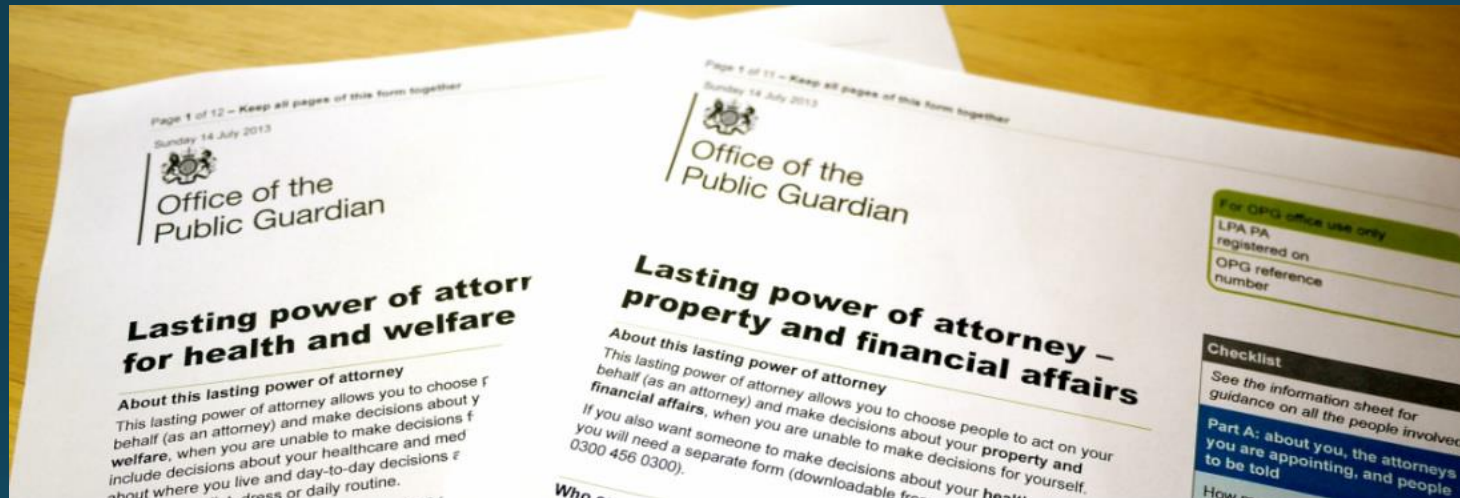 Page 1 of 12 – Keep all pages of this form together
Sunday 14 July 2013
Office of the
Public Guardian
Lasting power of attorn
for health and welfare
About this lasting power of attorney
This lasting power of attorney allows you to choose p
behalf (as an attorney) and make decisions about y
welfare, when you are unable to make decisions f
include decisions about your healthcare and med
about where you live and day-to-day decisions a
dress or daily routine.
Page 1 of 11 – Keep all pages of this form together
Sunday 14 July 2013
Office of the
Public Guardian
Lasting power of attorney –
property and financial affairs
About this lasting power of attorney
This lasting power of attorney allows you to choose people to act on your
behalf (as an attorney) and make decisions about your property and
financial affairs, when you are unable to make decisions for yourself.
If you also want someone to make decisions about your heal
you will need a separate form (downloadable fro
0300 456 0300).
Who
For OPG office use only
LPA PA
registered on
OPG reference
number
Checklist
See the information sheet for
guidance on all the people involved
Part A: about you, the attorneys
you are appointing, and people
to be told
How